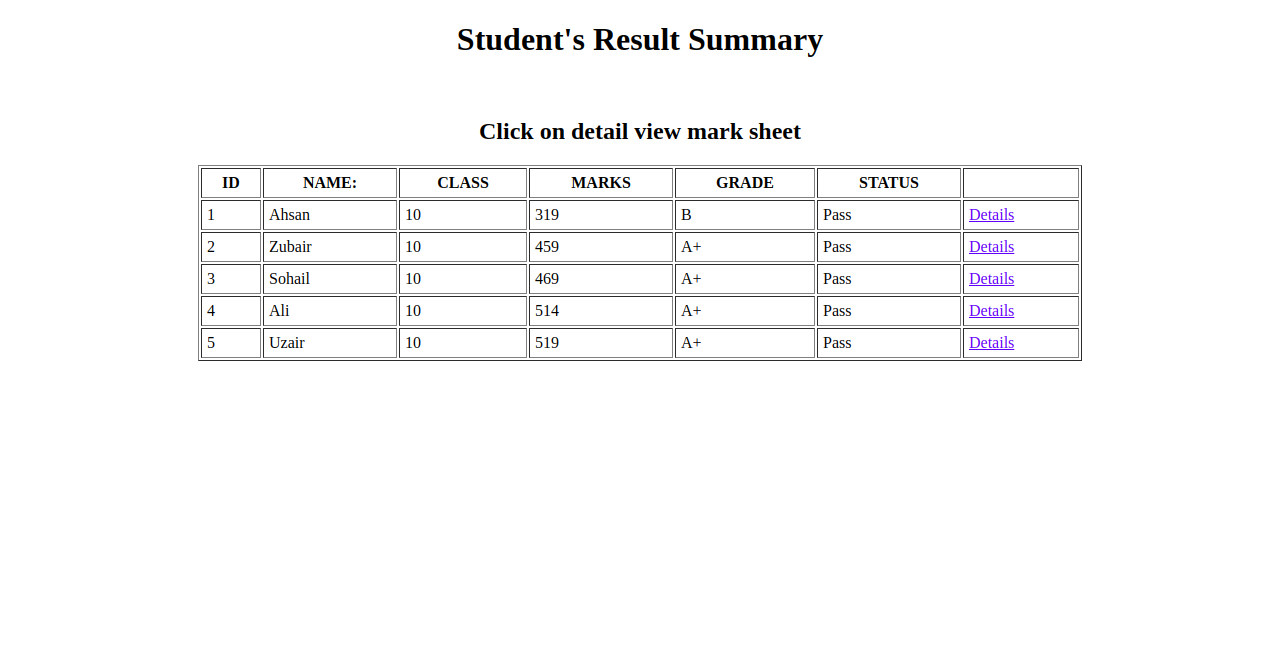 Student's Result Summary
Click on detail view mark sheet
ID NAME: CLASS MARKS GRADE STATUS
1 Ahsan 10 319 B Pass Details
2 Zubair 10 459 A+ Pass Details
3 Sohail 10 469 A+ Pass Details
4 Ali 10 514 A+ Pass Details
5 Uzair 10 519 A+ Pass Details